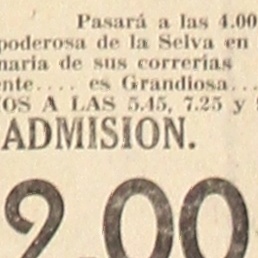 Pasará a las 4.00
poderosa de la Selva en
naria de sus correrias
ente.... es Grandiosa...
OS A LAS 5.45, 7.25 y
ADMISION.
2.00